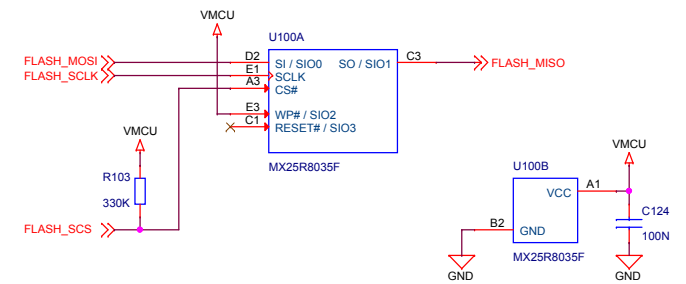 VMCU
U100A
FLASH_MOSI
D2
SI / SIO0
SO / SIO1
C3
FLASH_MISO
FLASH_SCLK
E1
SCLK
A3
CS#
E3
WP# / SIO2
C1
RESET# / SIO3
MX25R8035F
VMCU
R103
330K
FLASH_SCS
VMCU
U100B
VCC
A1
B2
GND
C124
100N
MX25R8035F
GND
GND